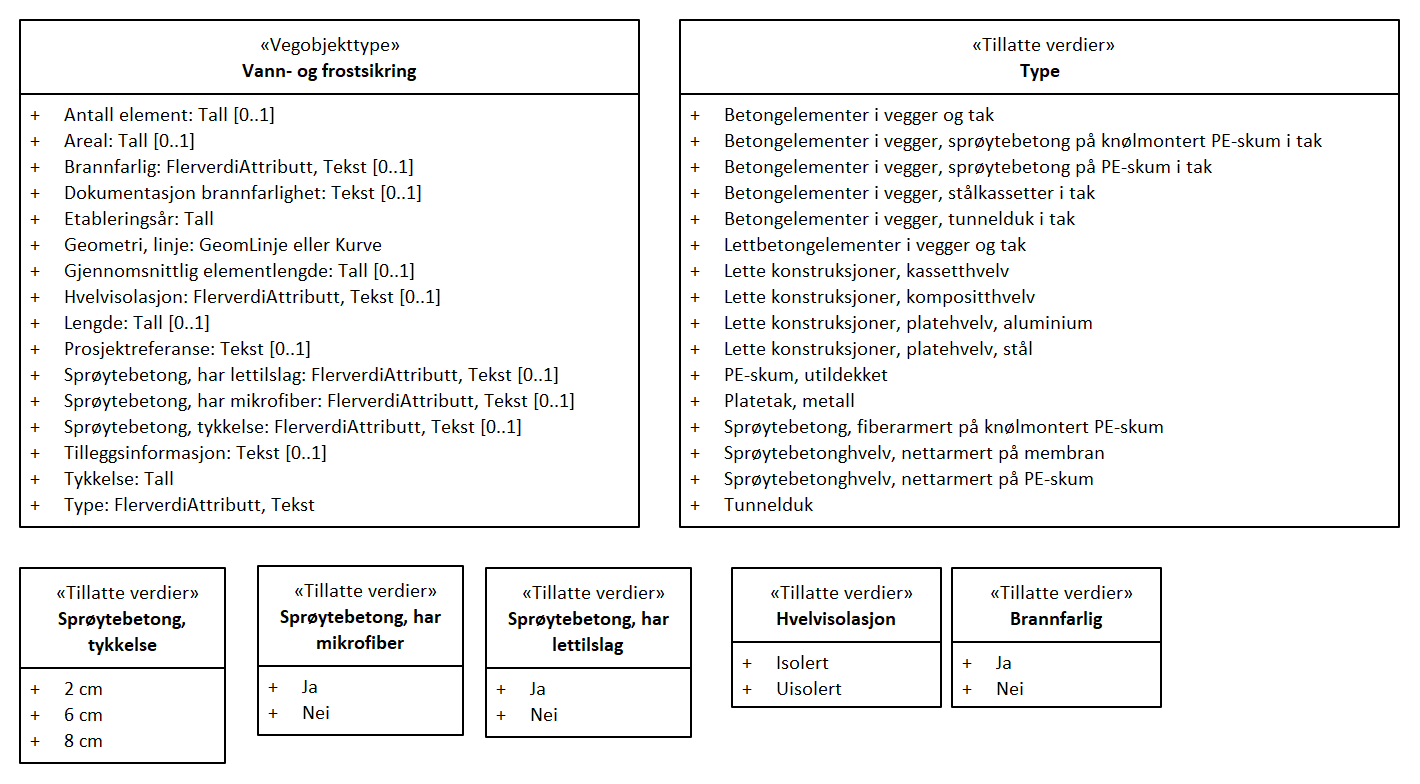 «Vegobjekttype»
Vann- og frostsikring
+ Antall element: Tall [0..1]
+ Areal: Tall [0..1]
+ Brannfarlig: FlerverdiAttributt, Tekst [0..1]
+ Dokumentasjon brannfarlighet: Tekst [0..1]
+ Etableringsår: Tall
+ Geometri, linje: GeomLinje eller Kurve
+ Gjennomsnittlig elementlengde: Tall [0..1]
+ Hvelvisolasjon: FlerverdiAttributt, Tekst [0..1]
+ Lengde: Tall [0..1]
+ Prosjektreferanse: Tekst [0..1]
+ Sprøytebetong, har lettilslag: FlerverdiAttributt, Tekst [0..1]
+ Sprøytebetong, har mikrofiber: FlerverdiAttributt, Tekst [0..1]
+ Sprøytebetong, tykkelse: FlerverdiAttributt, Tekst [0..1]
+ Tilleggsinformasjon: Tekst [0..1]
+ Tykkelse: Tall
+ Type: FlerverdiAttributt, Tekst
«Tillatte verdier»
Type
+ Betongelementer i vegger og tak
+ Betongelementer i vegger, sprøytebetong på knølmontert PE-skum i tak
+ Betongelementer i vegger, sprøytebetong på PE-skum i tak
+ Betongelementer i vegger, stålkassetter i tak
+ Betongelementer i vegger, tunnelduk i tak
+ Lettbetongelementer i vegger og tak
+ Lette konstruksjoner, kassetthvelv
+ Lette konstruksjoner, kompositthvelv
+ Lette konstruksjoner, platehvelv, aluminium
+ Lette konstruksjoner, platehvelv, stål
+ PE-skum, utildekket
+ Platetak, metall
+ Sprøytebetong, fiberarmert på knølmontert PE-skum
+ Sprøytebetonghvelv, nettarmert på membran
+ Sprøytebetonghvelv, nettarmert på PE-skum
+ Tunnelduk
«Tillatte verdier»
Sprøytebetong,
tykkelse
+ 2 cm
+ 6 cm
+ 8 cm
«Tillatte verdier»
Sprøytebetong, har
mikrofiber
+ Ja
+ Nei
«Tillatte verdier»
Sprøytebetong, har
lettilslag
+ Ja
+ Nei
«Tillatte verdier»
Hvelvisolasjon
+ Isolert
+ Uisolert
«Tillatte verdier»
Brannfarlig
+ Ja
+ Nei